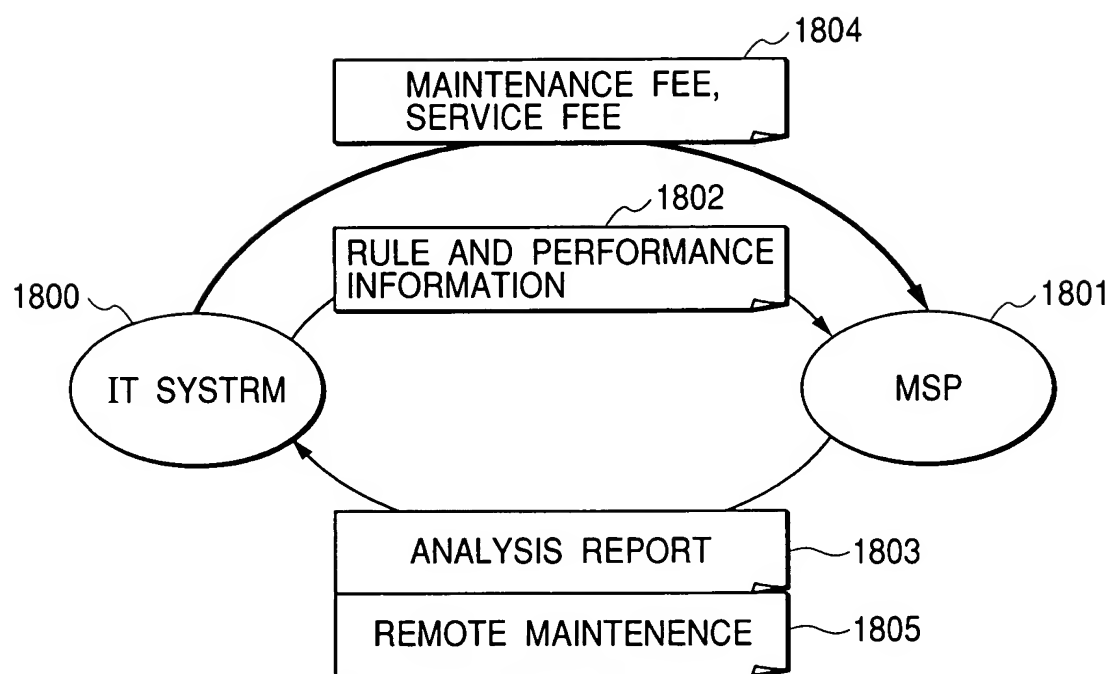 1804
MAINTENANCE FEE,
SERVICE FEE
1802
RULE AND PERFORMANCE
INFORMATION
1800
1801
IT SYSTRM
MSP
ANALYSIS REPORT
1803
REMOTE MAINTENENCE
1805